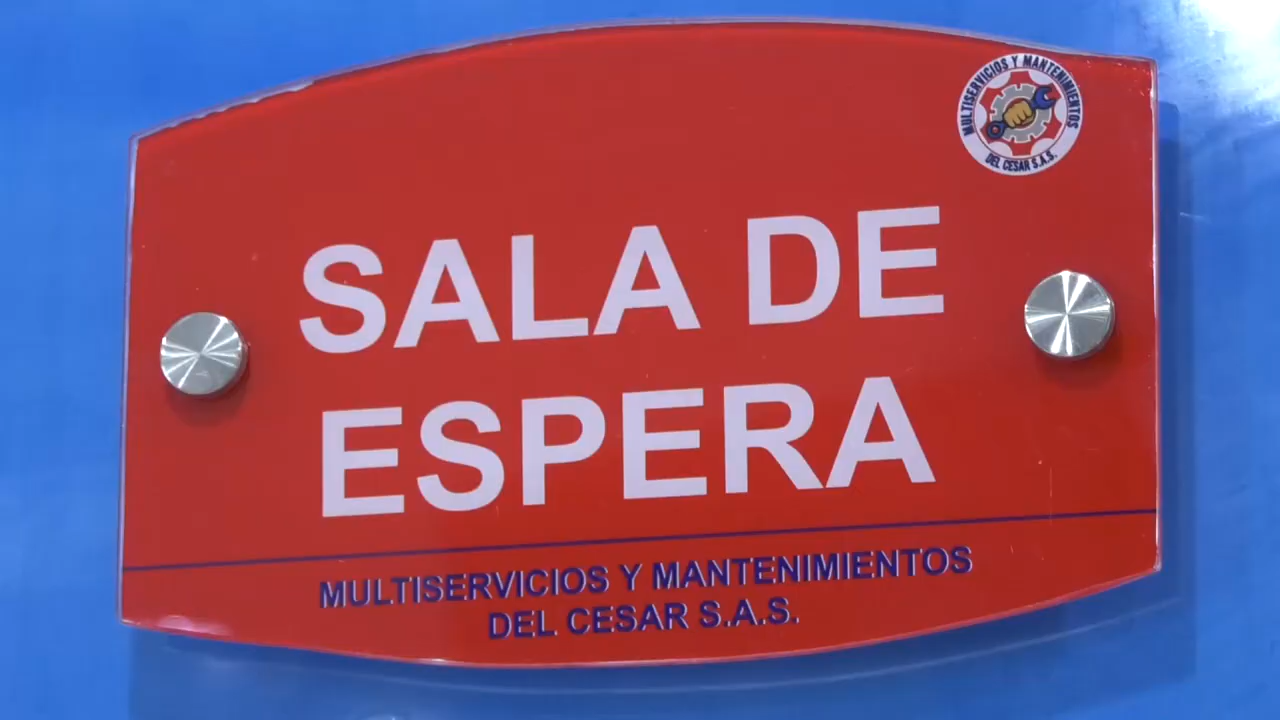 MULTISERVICIOS Y MANTENIMIENTOS
DEL CESAR S.A.S.
SALA DE
ESPERA
MULTISERVICIOS Y MANTENIMIENTOS
DEL CESAR S.A.S.